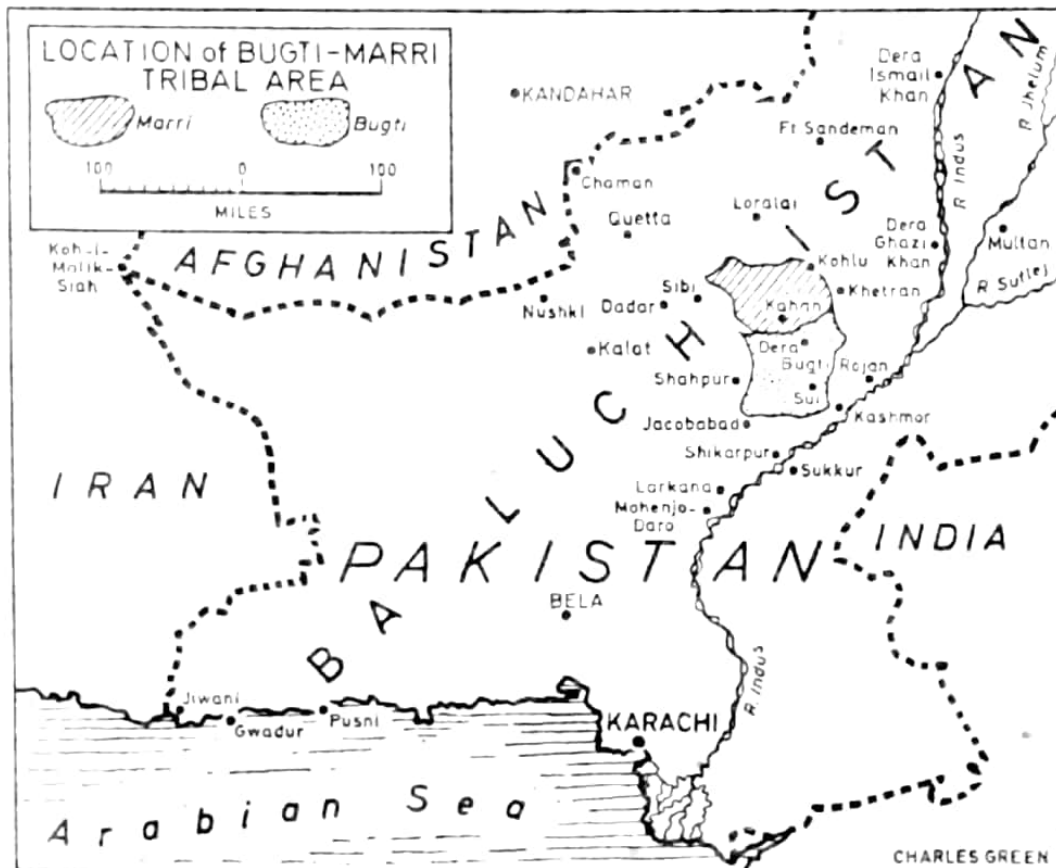 LOCATION of BUGTI-MARRI
TRIBAL AREA
Marri
Bugti
100 0 100
MILES
KANDAHAR
Dera
Ismail
Khan
R Jhelum
Ft Sandeman
R Indus
Chaman
Quetta
Loralai
Dera
Ghazi
Khan
Multan
R Sutlej
Koh-i-
Malik-
Siah
AFGHANISTAN
Kohlu
Khetran
Nushki
Dadar
Sibi
Kahan
Kalat
Dera
Bugti
Rojan
Shahpur
Sui
Kashmor
Jacobabad
Shikarpur
Sukkur
IRAN
Larkana
Mohenjo-
Daro
INDIA
PAKISTAN
BALUCHISTAN
BELA
R. Indus
Jiwani
Gwadur
Pusni
KARACHI
Arabian Sea
CHARLES GREEN